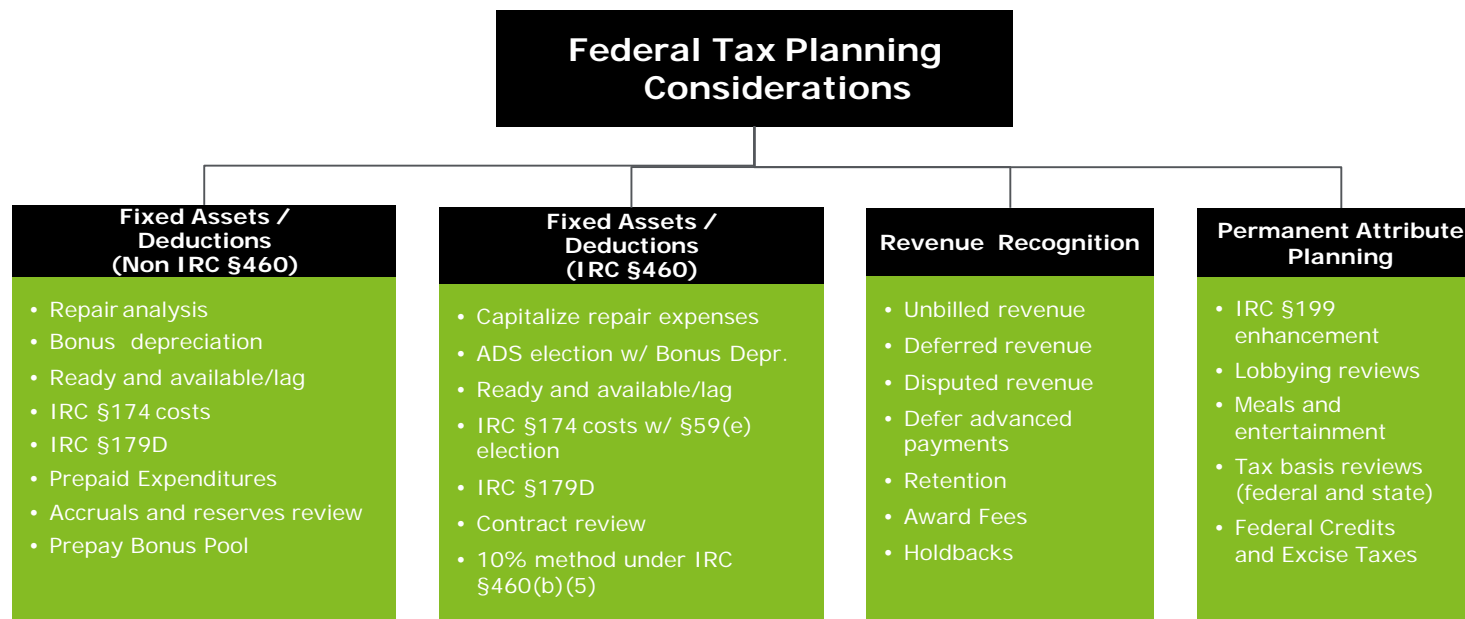 Federal Tax Planning
Considerations
Fixed Assets /
Deductions
(Non IRC §460)
• Repair analysis
• Bonus depreciation
• Ready and available/lag
• IRC §174 costs
• IRC §179D
• Prepaid Expenditures
• Accruals and reserves review
• Prepay Bonus Pool
Fixed Assets /
Deductions
(IRC §460)
• Capitalize repair expenses
• ADS election w/ Bonus Depr.
• Ready and available/lag
• IRC §174 costs w/ §59(e)
election
• IRC §179D
• Contract review
• 10% method under IRC
§460(b)(5)
Revenue Recognition
• Unbilled revenue
• Deferred revenue
• Disputed revenue
• Defer advanced
payments
• Retention
• Award Fees
• Holdbacks
Permanent Attribute
Planning
• IRC §199
enhancement
• Lobbying reviews
• Meals and
entertainment
• Tax basis reviews
(federal and state)
• Federal Credits
and Excise Taxes